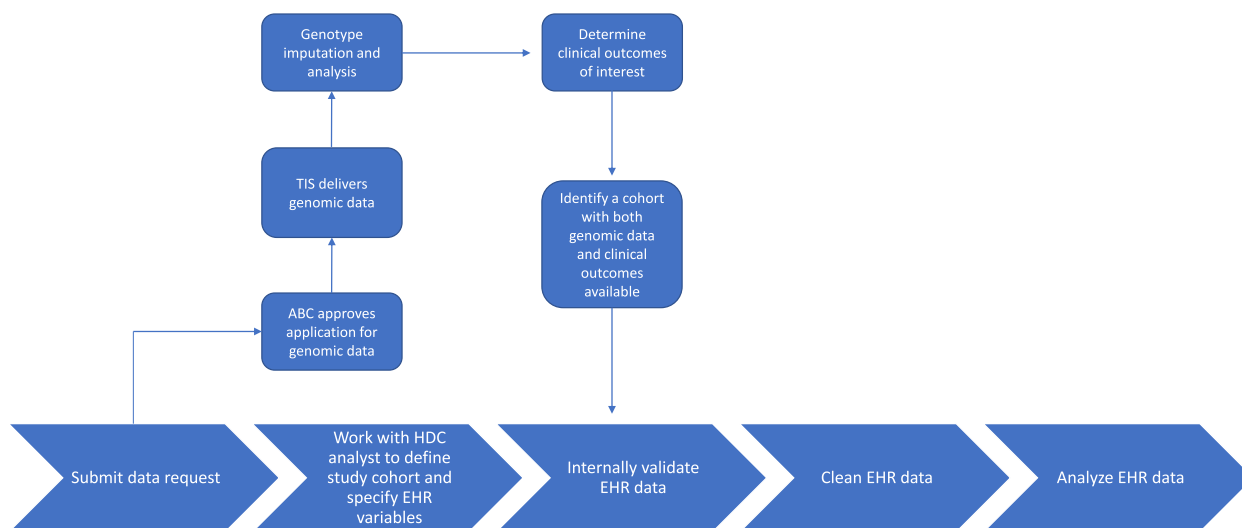 Genotype
imputation and
analysis
Determine
clinical outcomes
of interest
TIS delivers
genomic data
Identify a cohort
with both
genomic data
and clinical
outcomes
available
ABC approves
application for
genomic data
Submit data request
Work with HDC
analyst to define
study cohort and
specify EHR
variables
Internally validate
EHR data
Clean EHR data
Analyze EHR data